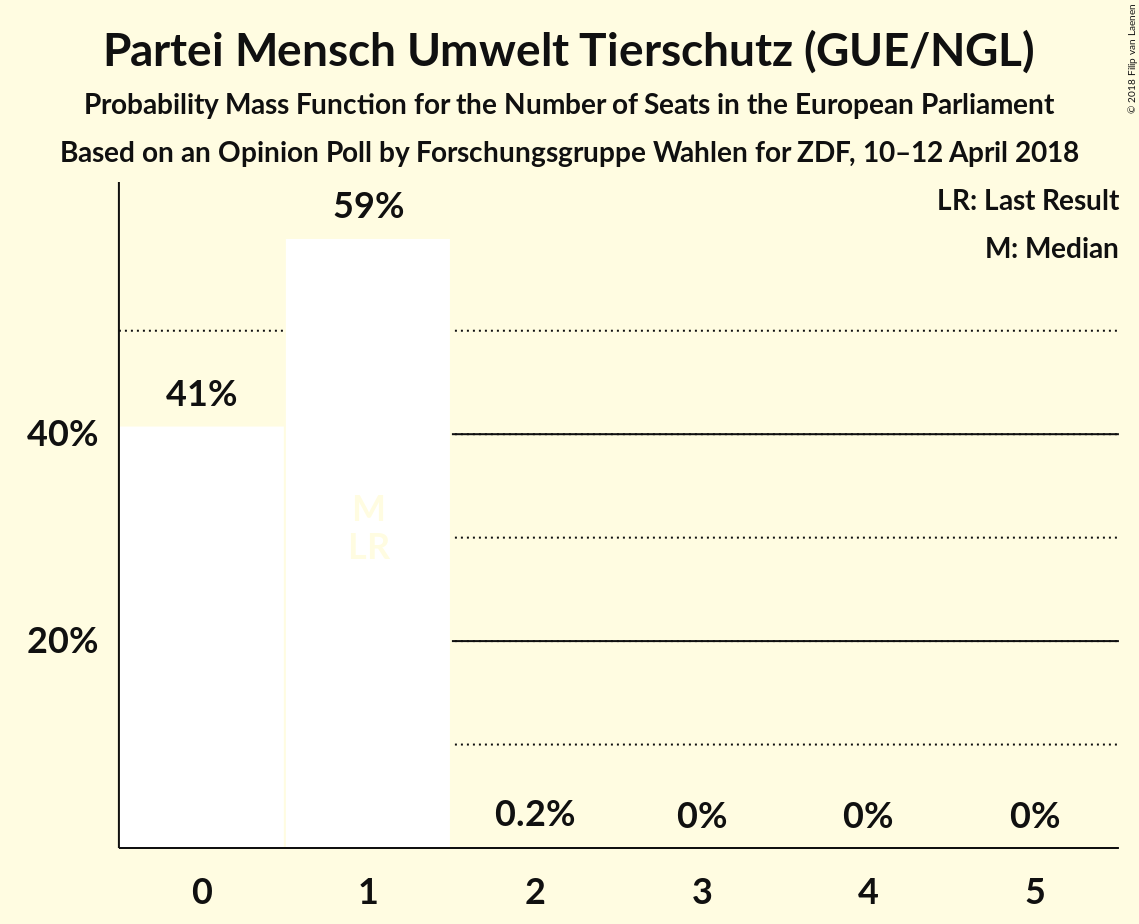 Partei Mensch Umwelt Tierschutz (GUE/NGL)
Probability Mass Function for the Number of Seats in the European Parliament
Based on an Opinion Poll by Forschungsgruppe Wahlen for ZDF, 10–12 April 2018
© 2018 Filip van Laenen
LR: Last Result
M: Median
59%
41%
40%
M
LR
20%
0.2%
0%
0%
0%
0
1
2
3
4
5